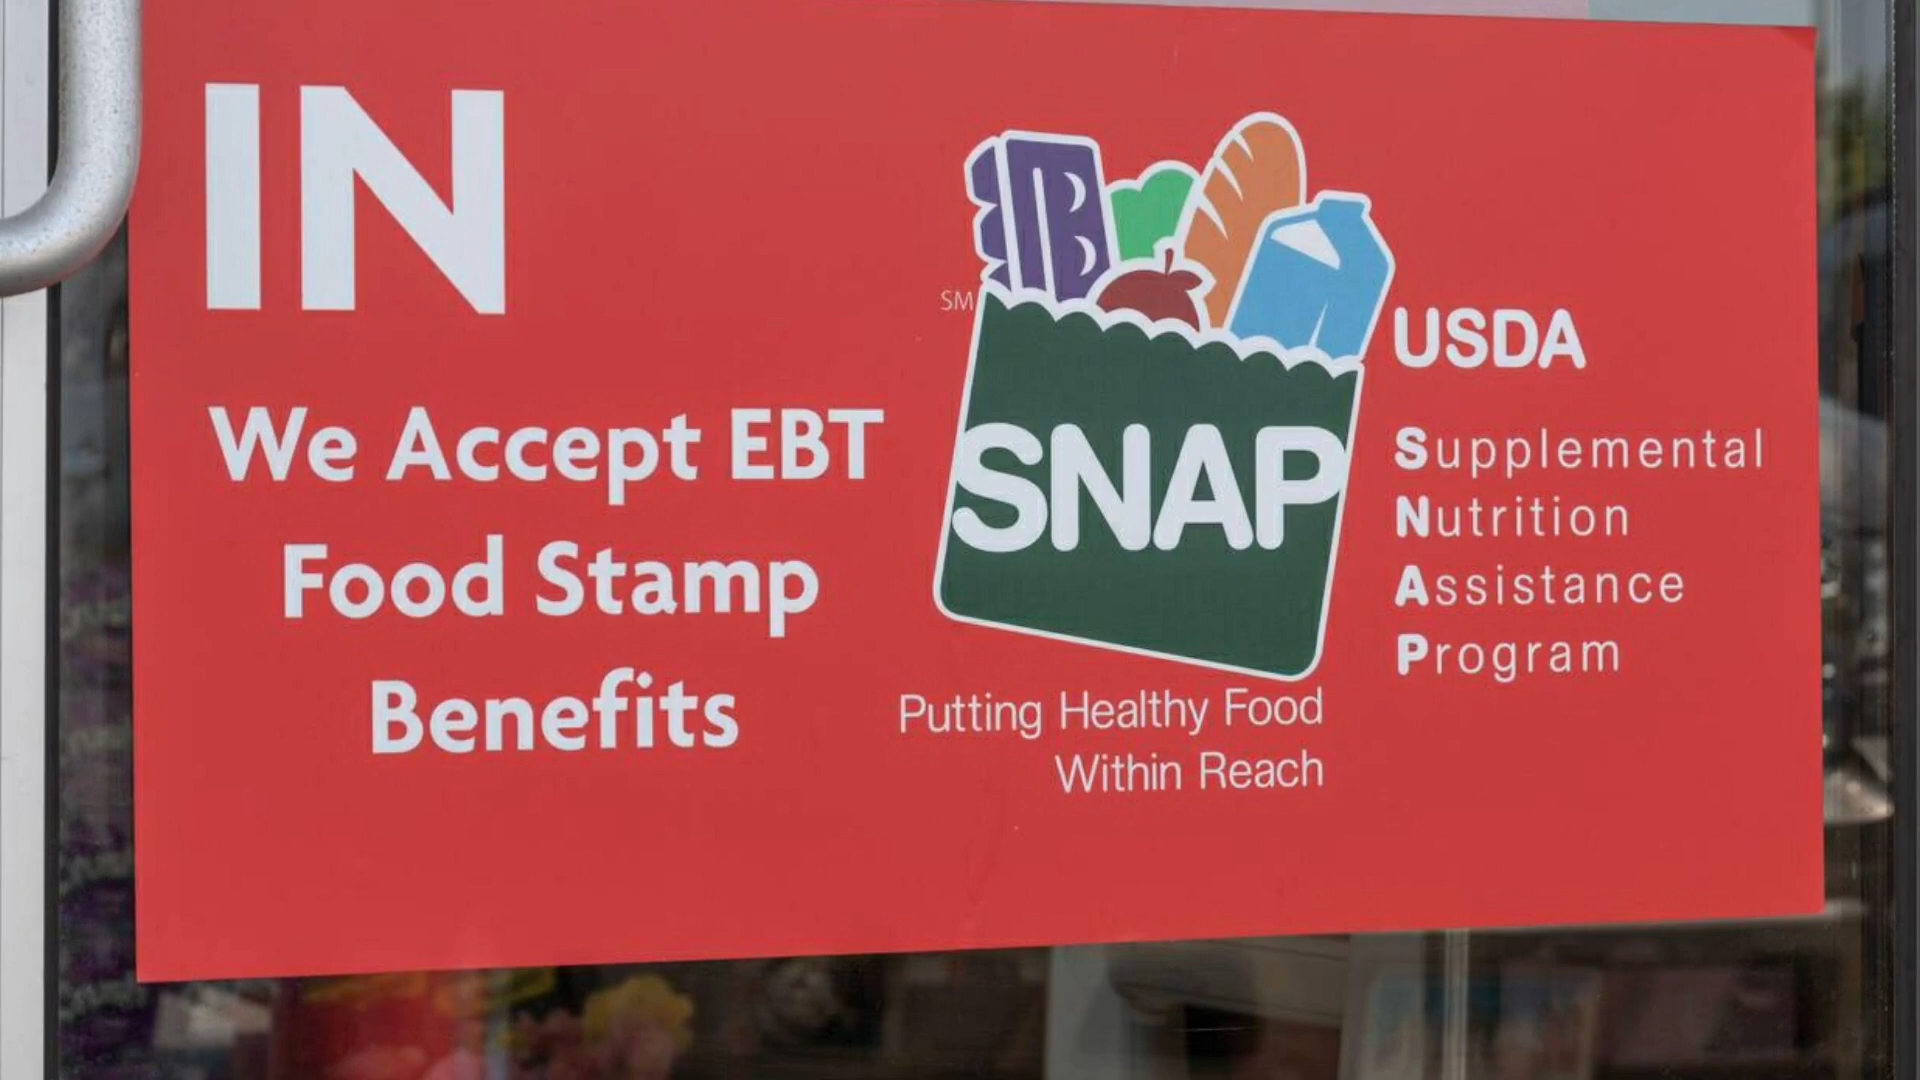 IN
We Accept EBT
Food Stamp
Benefits
SM
SNAP
Putting Healthy Food
Within Reach
USDA
Supplemental
Nutrition
Assistance
Program